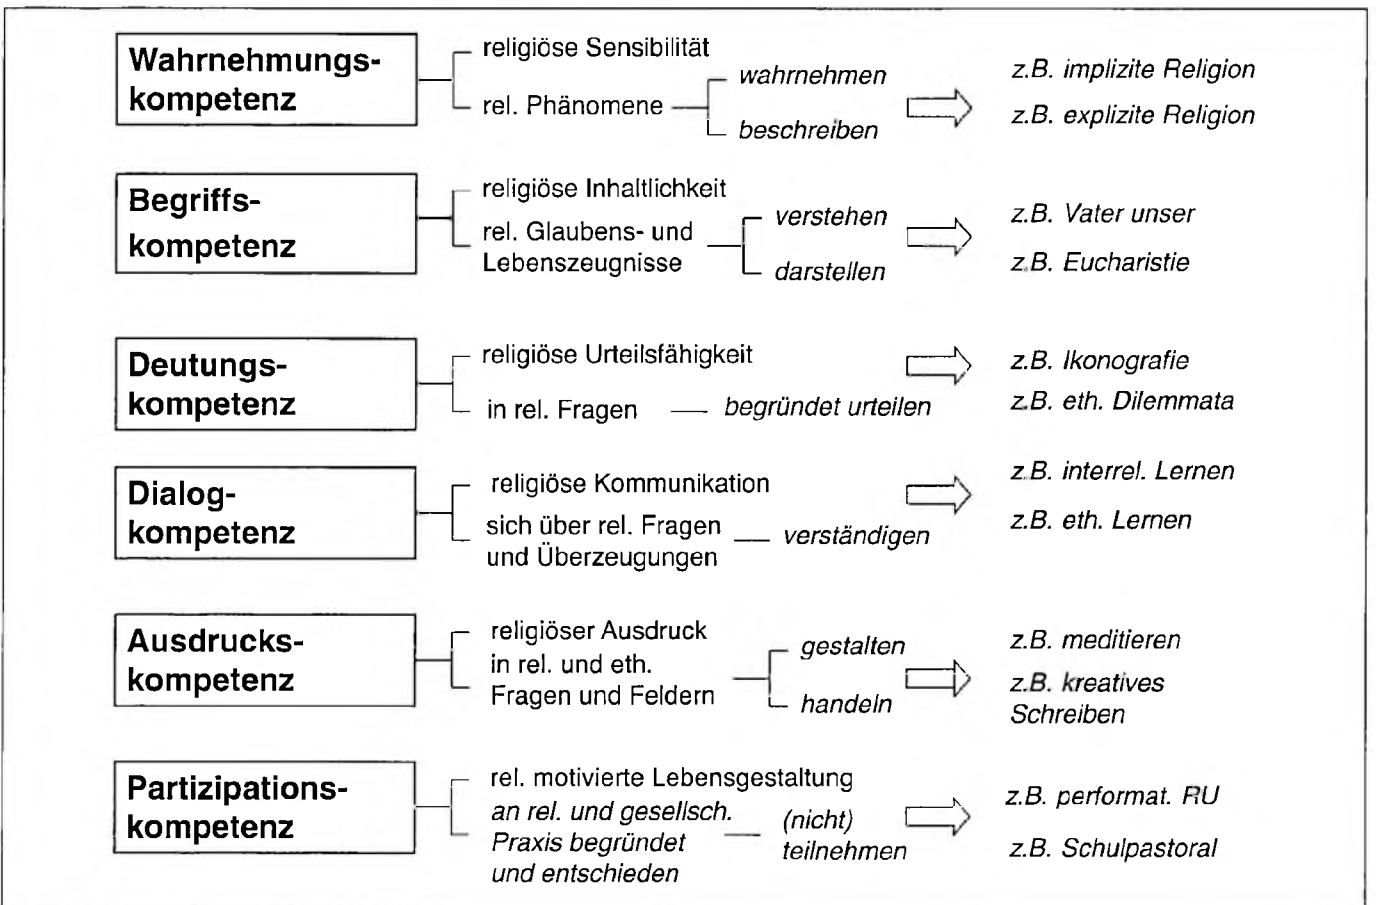 Wahrnehmungs-
kompetenz
religiöse Sensibilität
rel. Phänomene
wahrnehmen
beschreiben
z.B. implizite Religion
z.B. explizite Religion
Begriffs-
kompetenz
religiöse Inhaltlichkeit
rel. Glaubens- und
Lebenszeugnisse
verstehen
darstellen
z.B. Vater unser
z.B. Eucharistie
Deutungs-
kompetenz
religiöse Urteilsfähigkeit
in rel. Fragen
begründet urteilen
z.B. Ikonografie
z.B. eth. Dilemmata
Dialog-
kompetenz
religiöse Kommunikation
sich über rel. Fragen
und Überzeugungen
verständigen
z.B. interrel. Lernen
z.B. eth. Lernen
Ausdrucks-
kompetenz
religiöser Ausdruck
in rel. und eth.
Fragen und Feldern
gestalten
handeln
z.B. meditieren
z.B. kreatives
Schreiben
Partizipations-
kompetenz
rel. motivierte Lebensgestaltung
an rel. und gesellsch.
Praxis begründet
und entschieden
(nicht)
teilnehmen
z.B. performat. RU
z.B. Schulpastoral